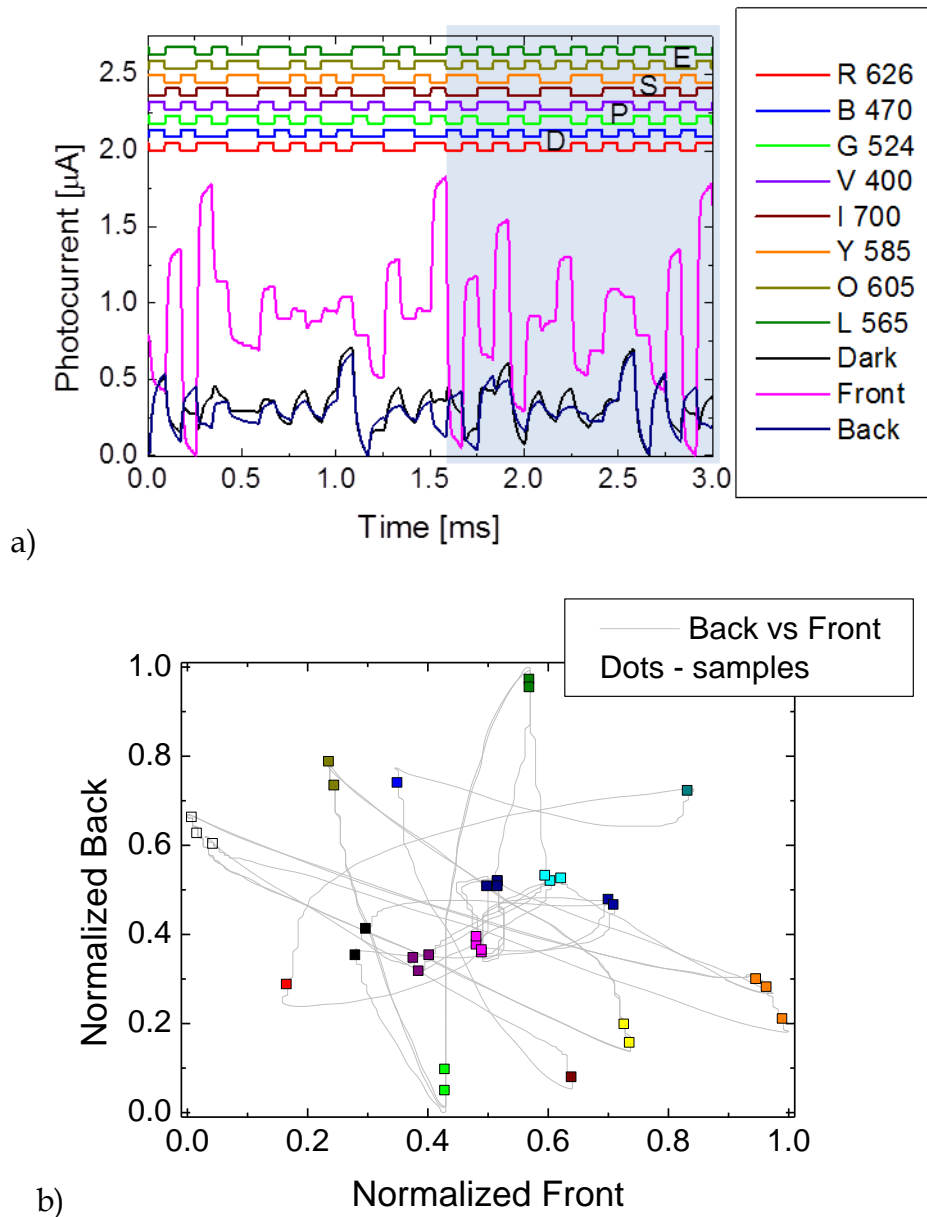 E
S
P
D
2.5
2.0
1.5
1.0
0.5
0.0
Photocurrent [µA]
0.0 0.5 1.0 1.5 2.0 2.5 3.0
Time [ms]
R 626
B 470
G 524
V 400
I 700
Y 585
O 605
L 565
Dark
Front
Back
a)
Back vs Front
Dots - samples
1.0
0.8
0.6
0.4
0.2
0.0
Normalized Back
0.0 0.2 0.4 0.6 0.8 1.0
Normalized Front
b)